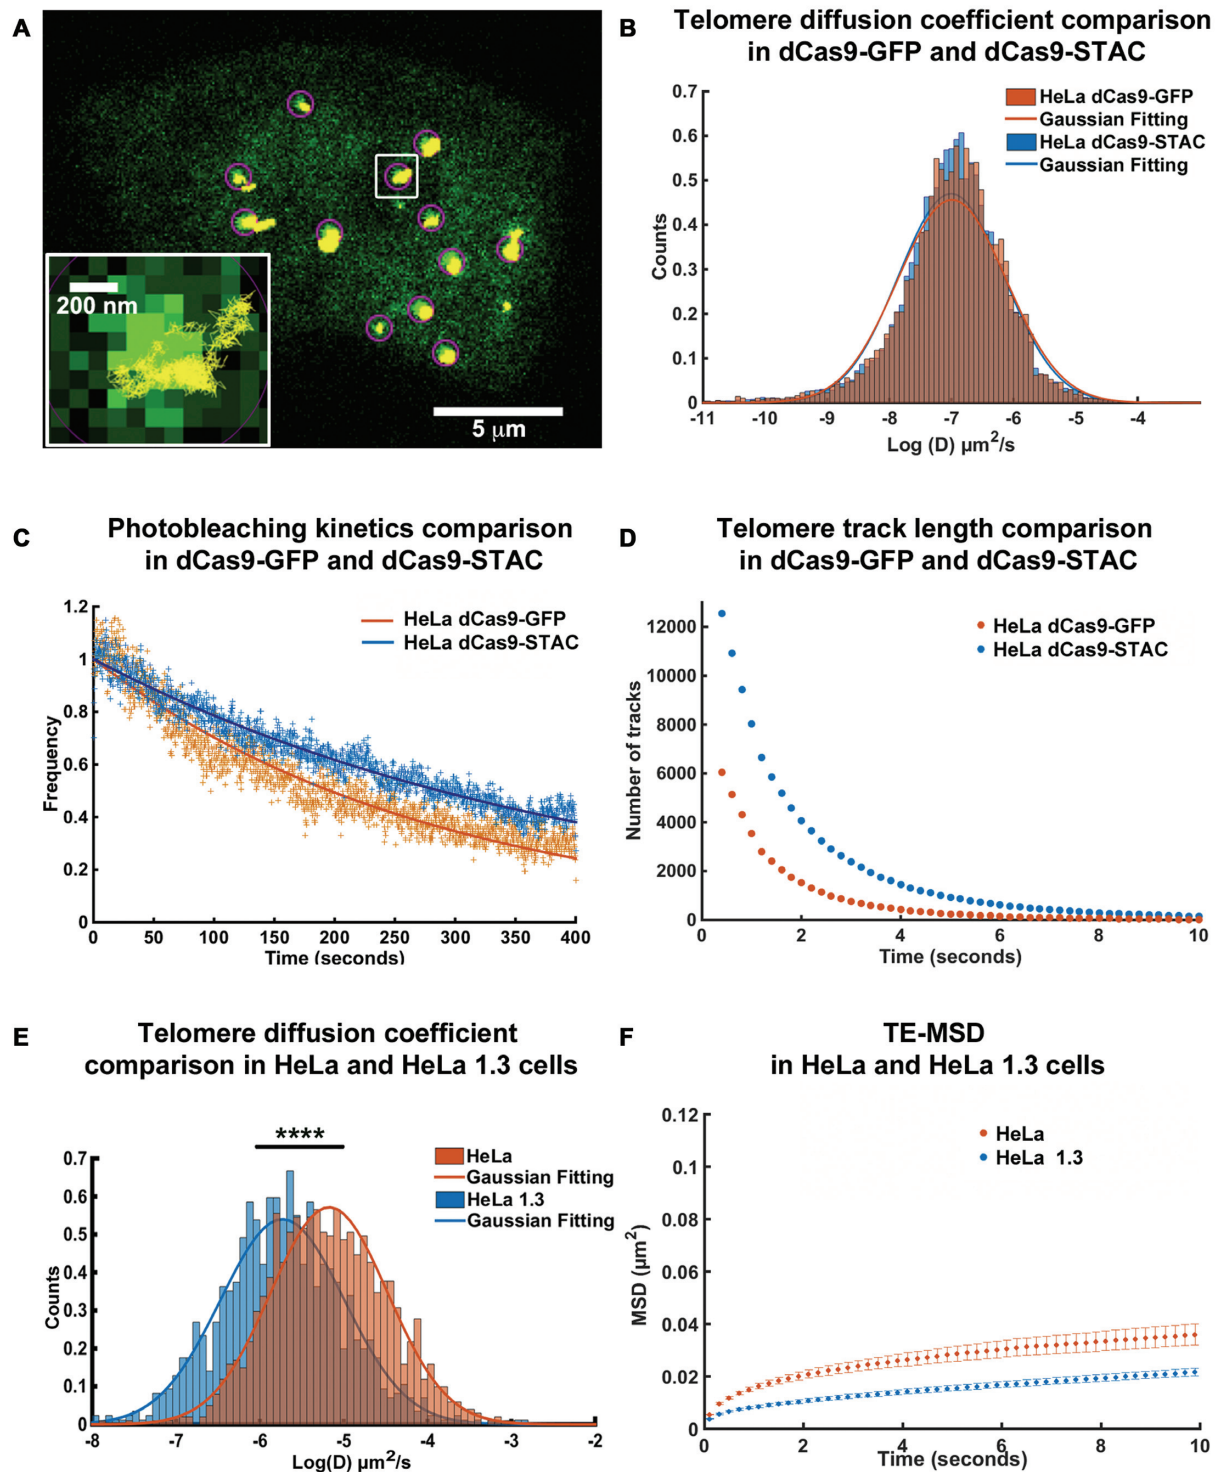 A
200 nm
5 μm
B
Telomere diffusion coefficient comparison
in dCas9-GFP and dCas9-STAC
HeLa dCas9-GFP
Gaussian Fitting
HeLa dCas9-STAC
Gaussian Fitting
0.7
0.6
0.5
0.4
0.3
0.2
0.1
0
Counts
-11 -10 -9 -8 -7 -6 -5 -4
Log (D) μm²/s
C
Photobleaching kinetics comparison
in dCas9-GFP and dCas9-STAC
HeLa dCas9-GFP
HeLa dCas9-STAC
1.2
1
0.8
0.6
0.4
0.2
0
Frequency
0 50 100 150 200 250 300 350 400
Time (seconds)
D
Telomere track length comparison
in dCas9-GFP and dCas9-STAC
HeLa dCas9-GFP
HeLa dCas9-STAC
12000
10000
8000
6000
4000
2000
0
Number of tracks
0 2 4 6 8 10
Time (seconds)
E
Telomere diffusion coefficient
comparison in HeLa and HeLa 1.3 cells
****
HeLa
Gaussian Fitting
HeLa 1.3
Gaussian Fitting
0.7
0.6
0.5
0.4
0.3
0.2
0.1
0
Counts
-8 -7 -6 -5 -4 -3 -2
Log(D) μm²/s
F
TE-MSD
in HeLa and HeLa 1.3 cells
HeLa
HeLa 1.3
0.12
0.1
0.08
0.06
0.04
0.02
0
MSD (μm²)
0 2 4 6 8 10
Time (seconds)